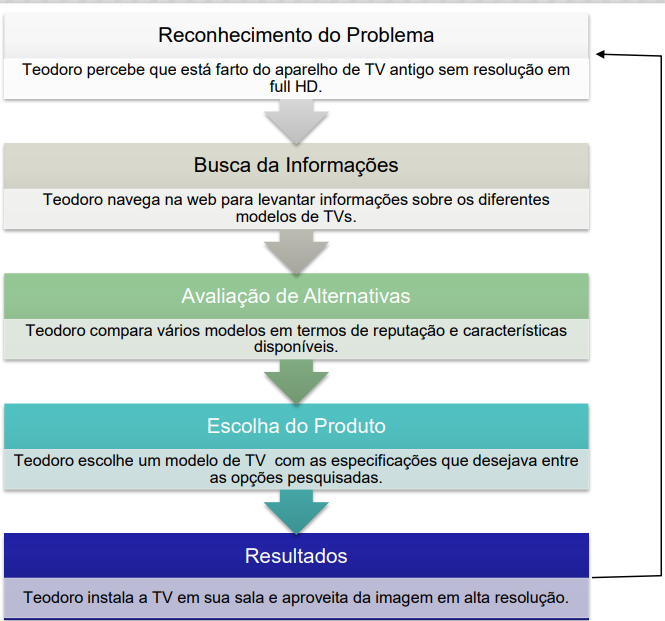 Reconhecimento do Problema
Teodoro percebe que está farto do aparelho de TV antigo sem resolução em
full HD.
Busca da Informações
Teodoro navega na web para levantar informações sobre os diferentes
modelos de TVs.
Avaliação de Alternativas
Teodoro compara vários modelos em termos de reputação e características
disponíveis.
Escolha do Produto
Teodoro escolhe um modelo de TV  com as especificações que desejava entre
as opções pesquisadas.
Resultados
Teodoro instala a TV em sua sala e aproveita da imagem em alta resolução.